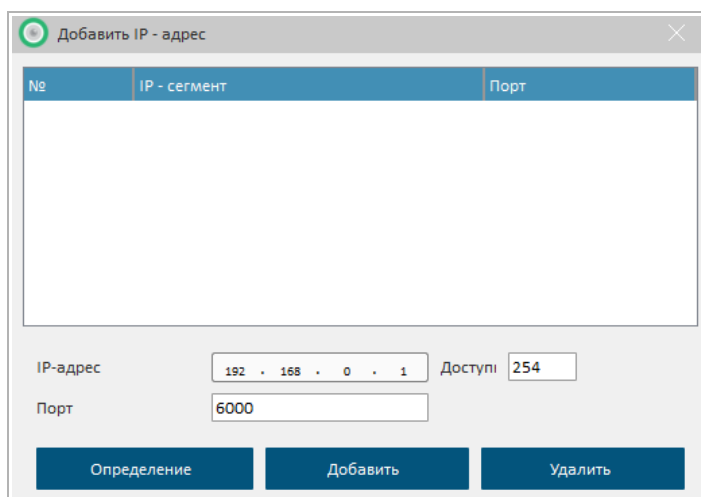 Добавить IP - адрес
№ IP - сегмент Порт
IP-адрес 192 . 168 . 0 . 1 Доступı 254
Порт 6000
Определение Добавить Удалить